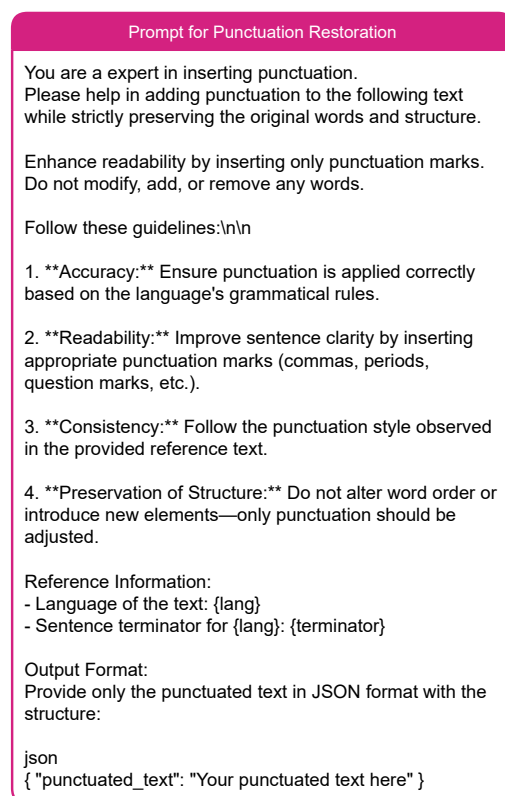 Prompt for Punctuation Restoration
You are a expert in inserting punctuation.
Please help in adding punctuation to the following text
while strictly preserving the original words and structure.
Enhance readability by inserting only punctuation marks.
Do not modify, add, or remove any words.
Follow these guidelines:\n\n
1. **Accuracy:** Ensure punctuation is applied correctly
based on the language's grammatical rules.
2. **Readability:** Improve sentence clarity by inserting
appropriate punctuation marks (commas, periods,
question marks, etc.).
3. **Consistency:** Follow the punctuation style observed
in the provided reference text.
4. **Preservation of Structure:** Do not alter word order or
introduce new elements—only punctuation should be
adjusted.
Reference Information:
- Language of the text: {lang}
- Sentence terminator for {lang}: {terminator}
Output Format:
Provide only the punctuated text in JSON format with the
structure:
json
{ "punctuated_text": "Your punctuated text here" }